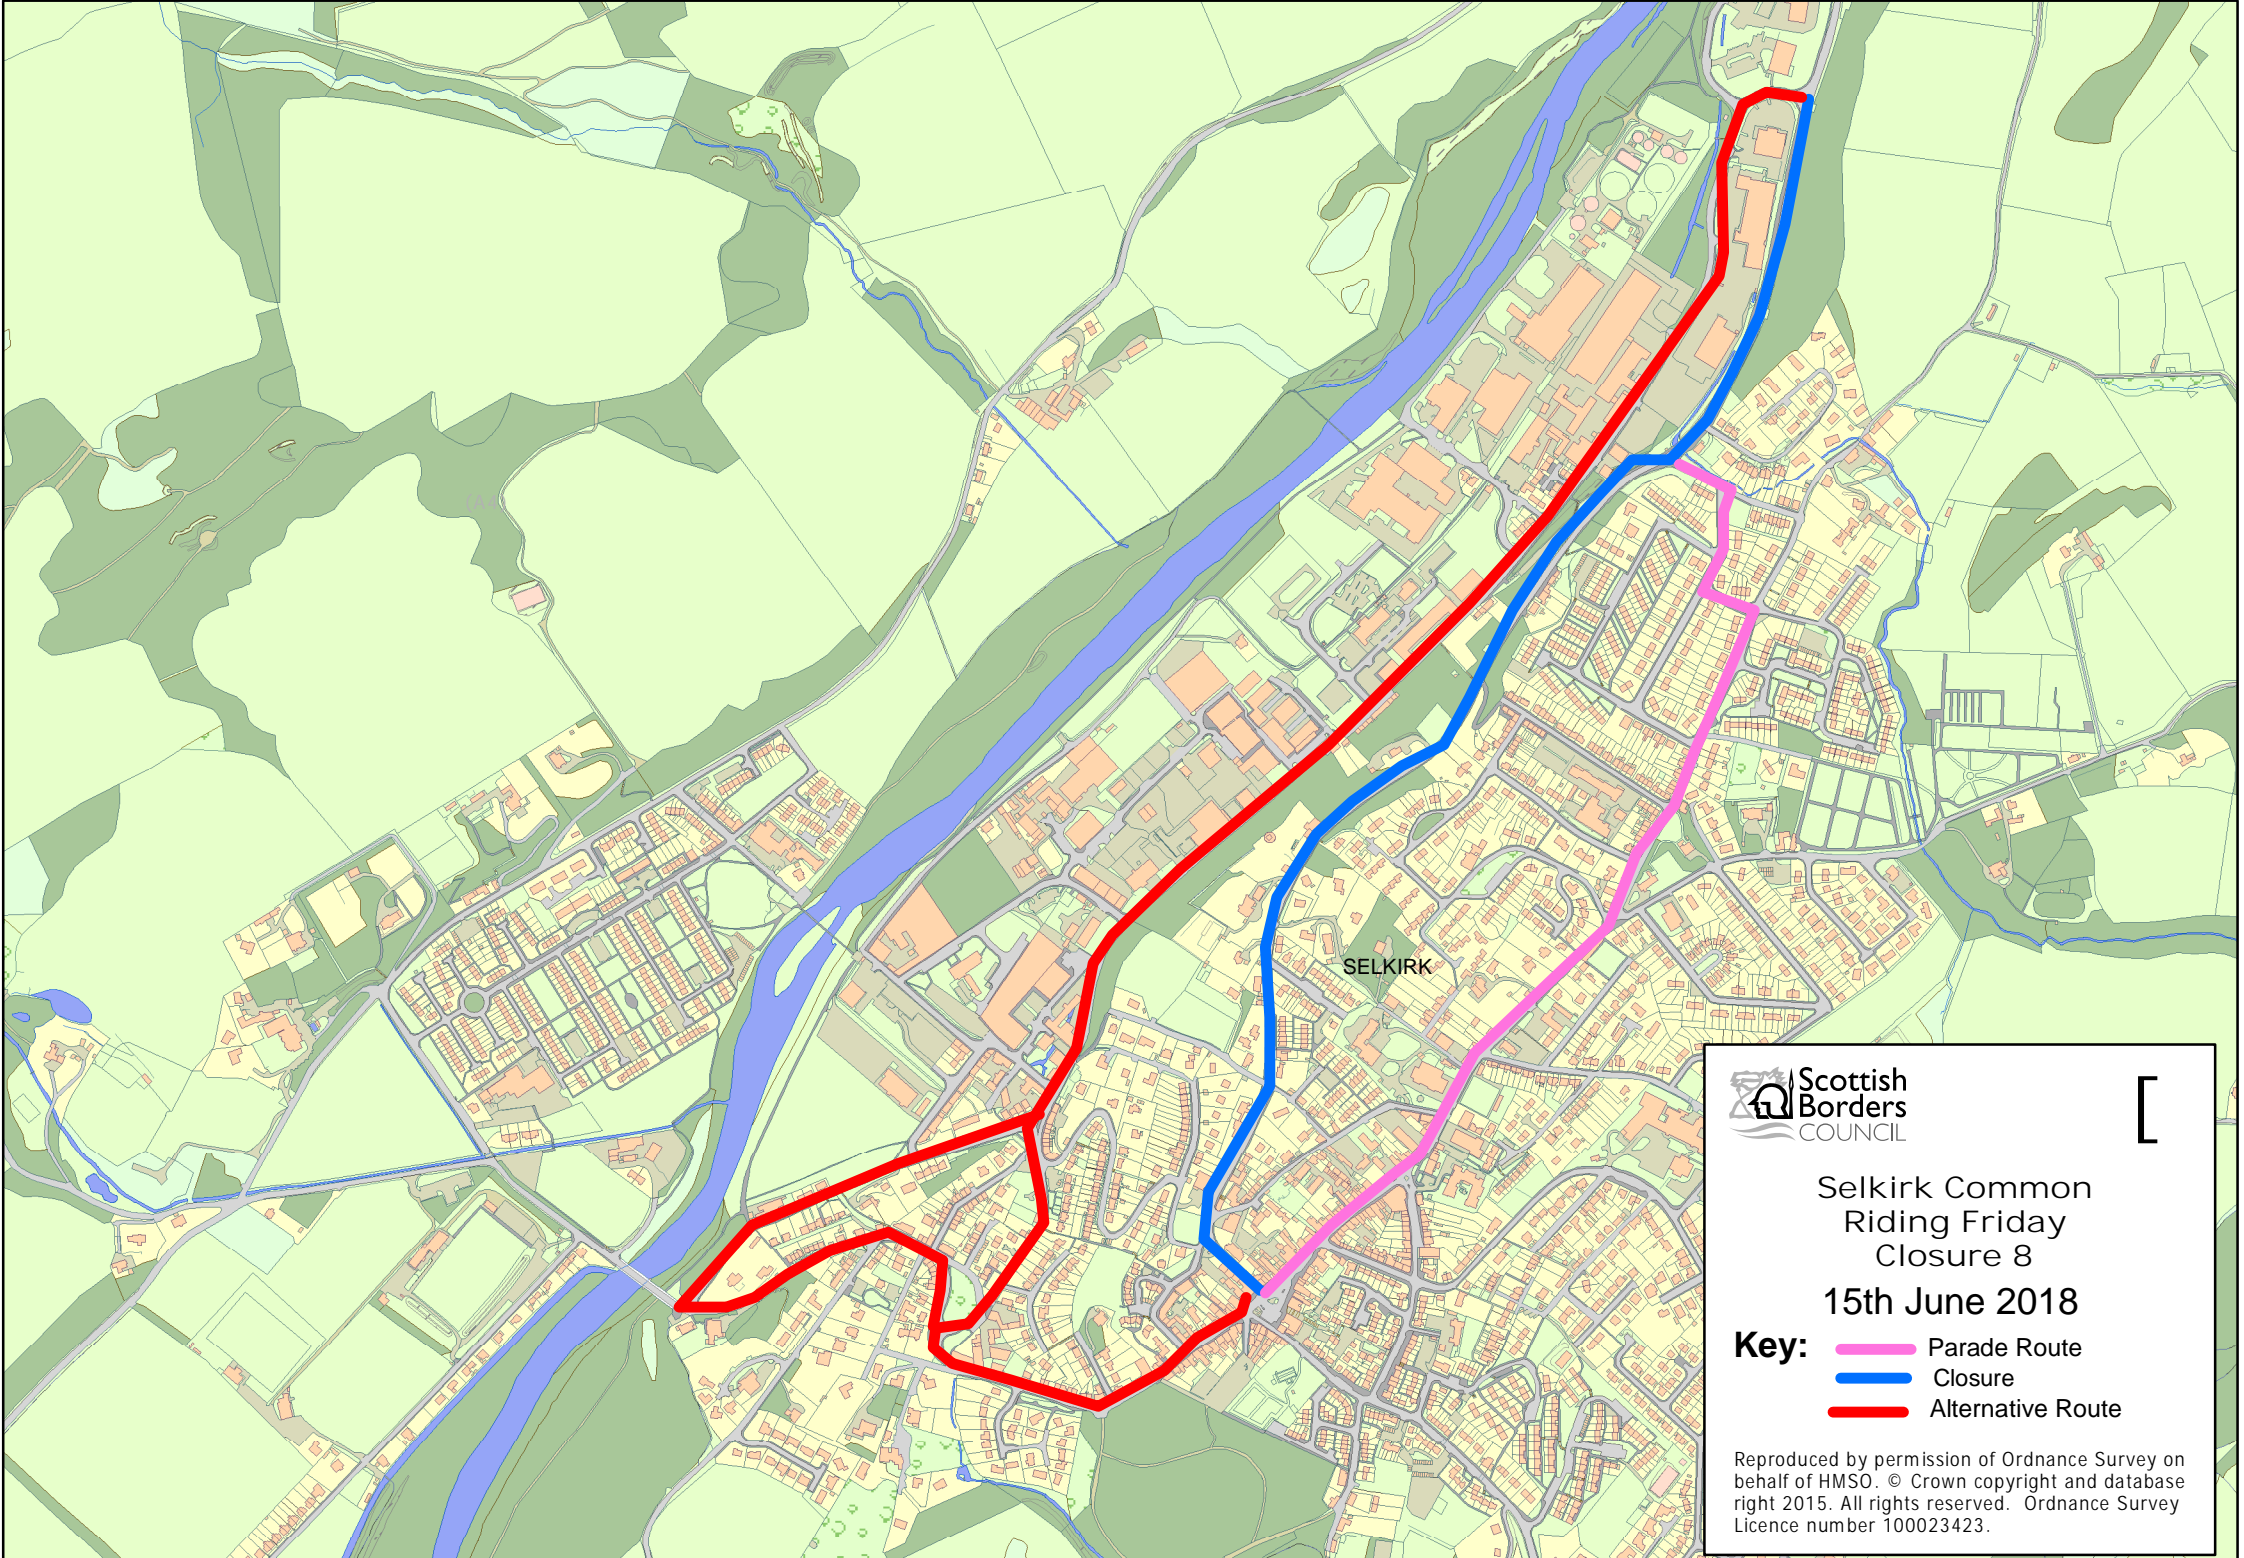 SELKIRK
Scottish
Borders
COUNCIL
[
Selkirk Common
Riding Friday
Closure 8
15th June 2018
Key:
Parade Route
Closure
Alternative Route
Reproduced by permission of Ordnance Survey on
behalf of HMSO. © Crown copyright and database
right 2015. All rights reserved. Ordnance Survey
Licence number 100023423.